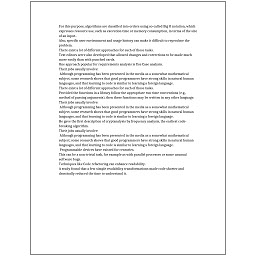 For this purpose, algorithms are classified into orders using so-called Big O notation, which
expresses resource use, such as execution time or memory consumption, in terms of the size
of an input.
Also, specific user environment and usage history can make it difficult to reproduce the
problem.
There exist a lot of different approaches for each of those tasks.
Text editors were also developed that allowed changes and corrections to be made much
more easily than with punched cards.
One approach popular for requirements analysis is Use Case analysis.
Their jobs usually involve:
Although programming has been presented in the media as a somewhat mathematical
subject, some research shows that good programmers have strong skills in natural human
languages, and that learning to code is similar to learning a foreign language.
There exist a lot of different approaches for each of those tasks.
Provided the functions in a library follow the appropriate run-time conventions (e.g.,
method of passing arguments), then these functions may be written in any other language.
Their jobs usually involve:
Although programming has been presented in the media as a somewhat mathematical
subject, some research shows that good programmers have strong skills in natural human
languages, and that learning to code is similar to learning a foreign language.
He gave the first description of cryptanalysis by frequency analysis, the earliest code-
breaking algorithm.
Their jobs usually involve:
Although programming has been presented in the media as a somewhat mathematical
subject, some research shows that good programmers have strong skills in natural human
languages, and that learning to code is similar to learning a foreign language.
Programmable devices have existed for centuries.
This can be a non-trivial task, for example as with parallel processes or some unusual
software bugs.
Techniques like Code refactoring can enhance readability.
A study found that a few simple readability transformations made code shorter and
drastically reduced the time to understand it.